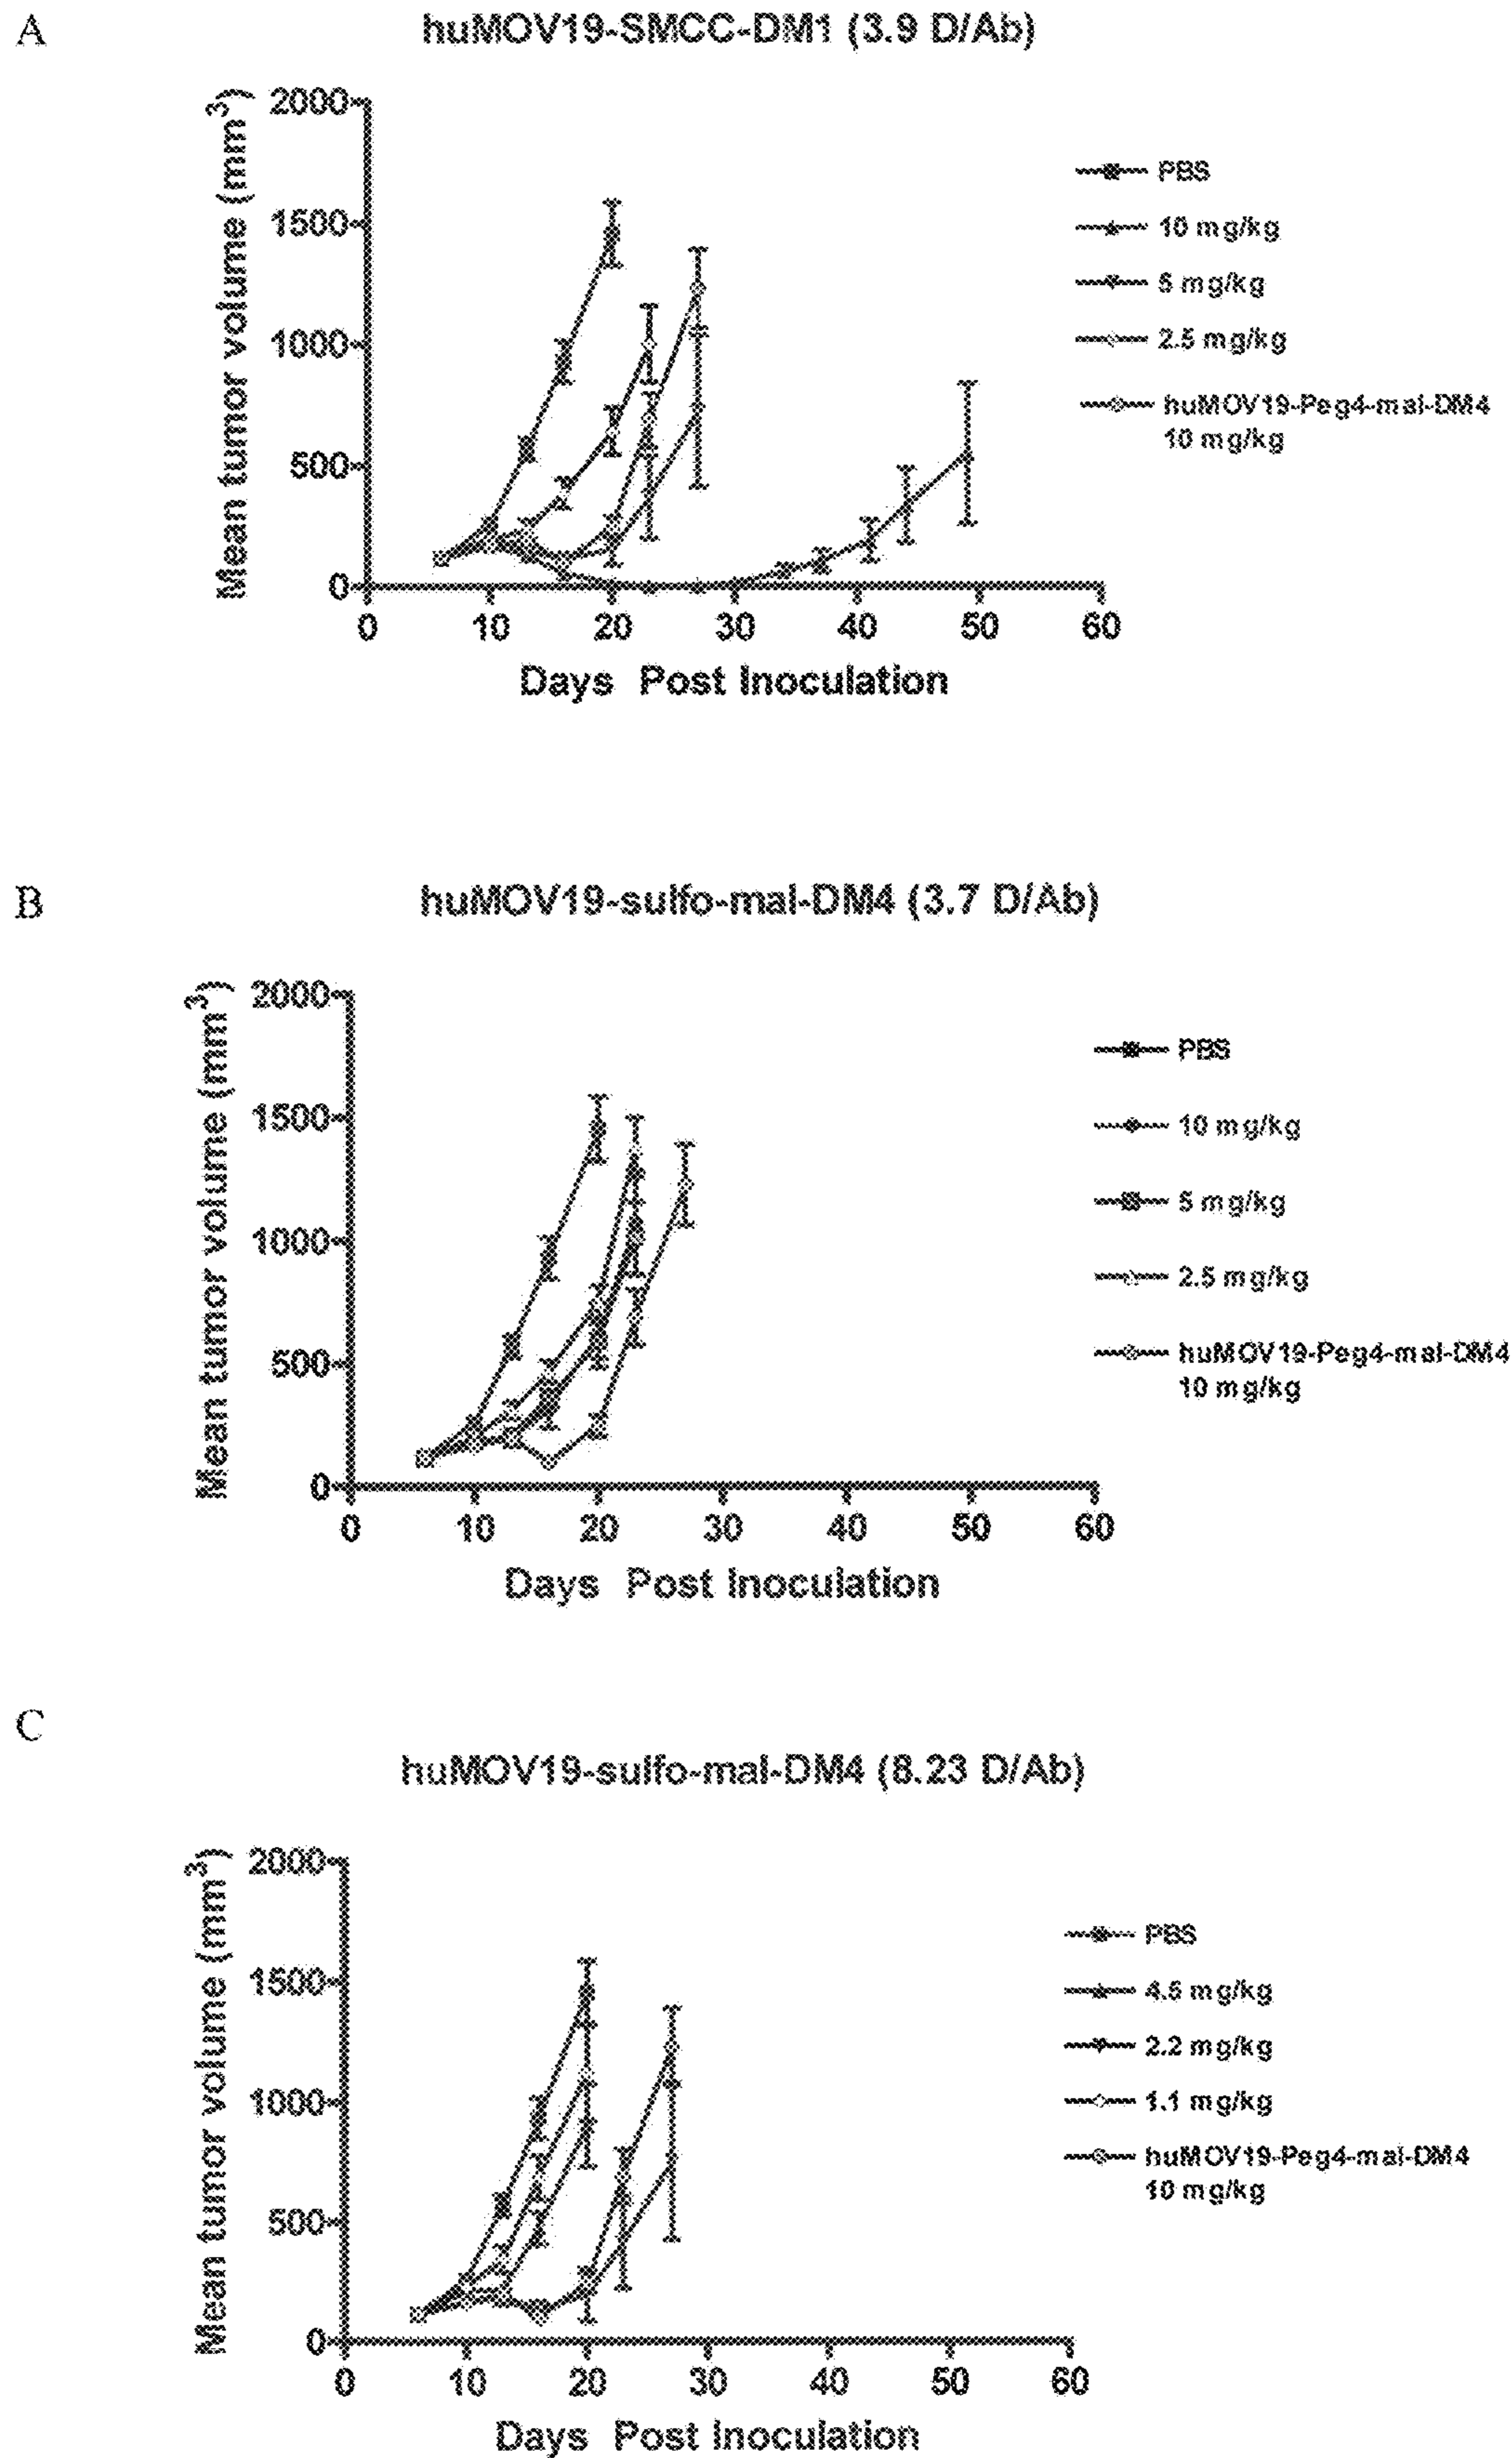 A
huMOV19-SMCC-DM1 (3.9 D/Ab)
Mean tumor volume (mm³)
2000
1500
1000
500
0
0 10 20 30 40 50 60
Days Post Inoculation
PBS
10 mg/kg
5 mg/kg
2.5 mg/kg
huMOV19-Peg4-mal-DM4
10 mg/kg
B
huMOV19-sulfo-mal-DM4 (3.7 D/Ab)
Mean tumor volume (mm³)
2000
1500
1000
500
0
0 10 20 30 40 50 60
Days Post Inoculation
PBS
10 mg/kg
5 mg/kg
2.5 mg/kg
huMOV19-Peg4-mal-DM4
10 mg/kg
C
huMOV19-sulfo-mal-DM4 (8.23 D/Ab)
Mean tumor volume (mm³)
2000
1500
1000
500
0
0 10 20 30 40 50 60
Days Post Inoculation
PBS
4.5 mg/kg
2.2 mg/kg
1.1 mg/kg
huMOV19-Peg4-mal-DM4
10 mg/kg